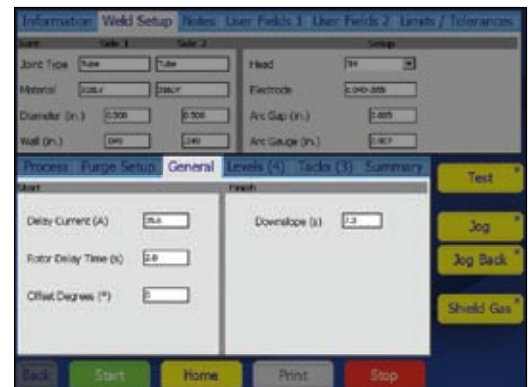 Information Weld Setup Notes User Fields 1 User Fields 2 Limits / Tolerances
Joint Side 1 Side 2 Setup
Joint Type Tube Tube Head
Material Electrode
Diameter (in.) 0.500 0.500 Arc Gap (in.)
Wall (in.) .049 .049 Arc Gauge (in.)
Process Purge Setup General Levels (4) Tacks (3) Summary
Start Finish
Delay Current (A) Downslope (s)
Rotor Delay Time (s) 2.0
Offset Degrees (°) 0
Test
Jog
Jog Back
Shield Gas
Back Start Home Print Stop